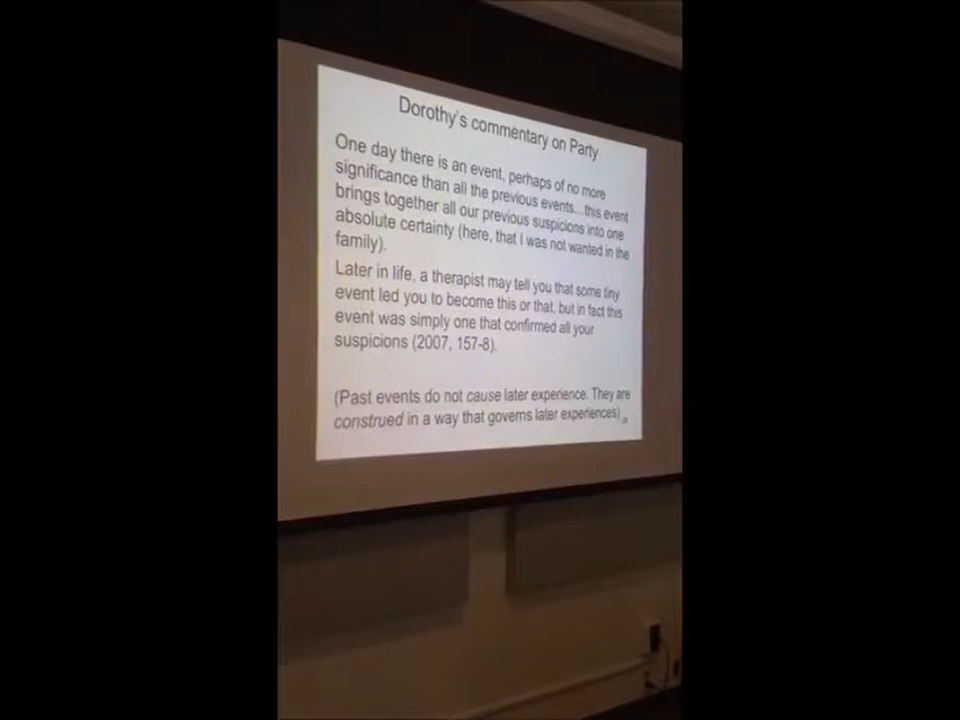 Dorothy's commentary on Party
One day there is an event, perhaps of no more
significance than all the previous events...this event
brings together all our previous suspicions into one
absolute certainty (here, that I was not wanted in the
family).
Later in life, a therapist may tell you that some tiny
event led you to become this or that, but in fact this
event was simply one that confirmed all your
suspicions (2007, 157-8).
(Past events do not cause later experience. They are
construed in a way that governs later experiences)